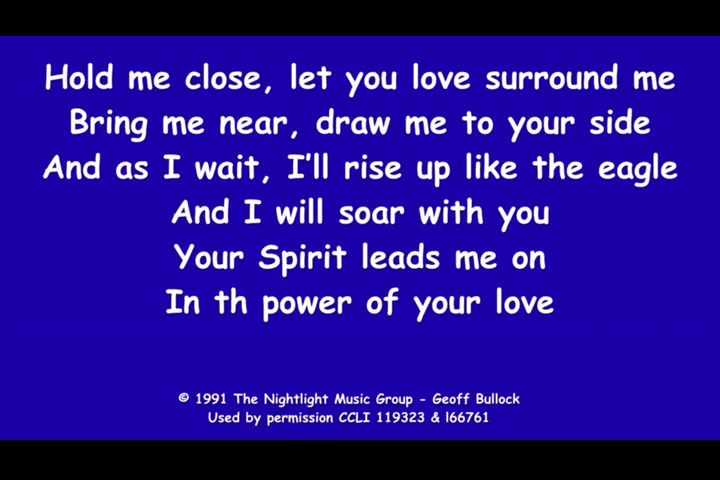 Hold me close, let you love surround me
Bring me near, draw me to your side
And as I wait, I'll rise up like the eagle
And I will soar with you
Your Spirit leads me on
In th power of your love
© 1991 The Nightlight Music Group - Geoff Bullock
Used by permission CCLI 119323 & l66761